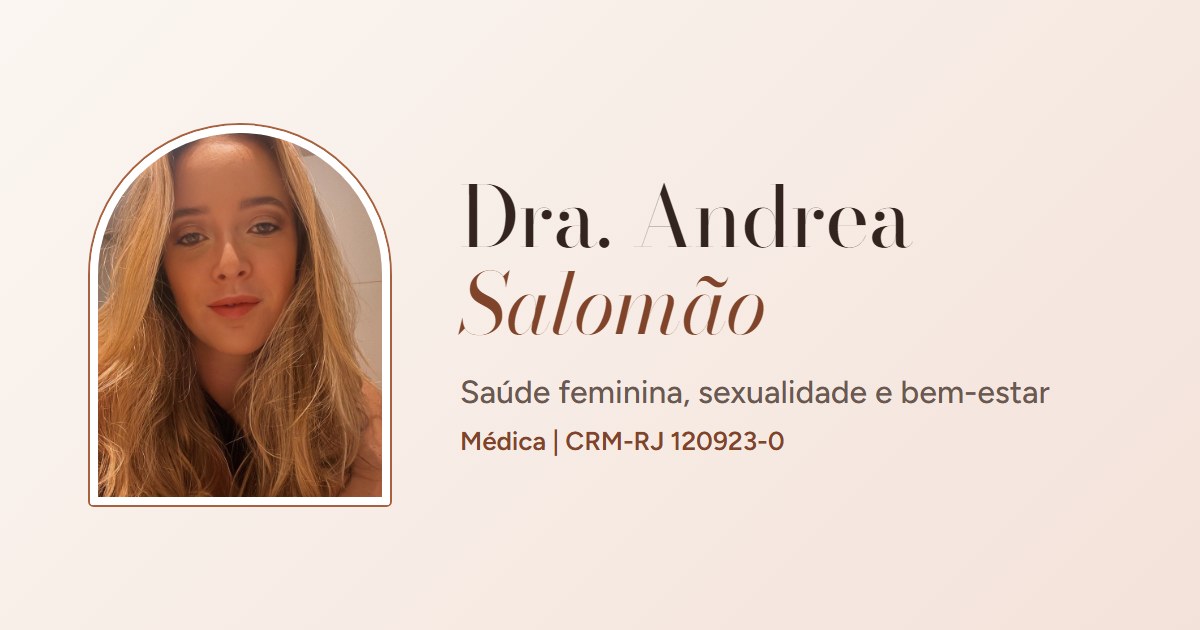 Dra. Andrea
Salomão
Saúde feminina, sexualidade e bem-estar
Médica | CRM-RJ 120923-0